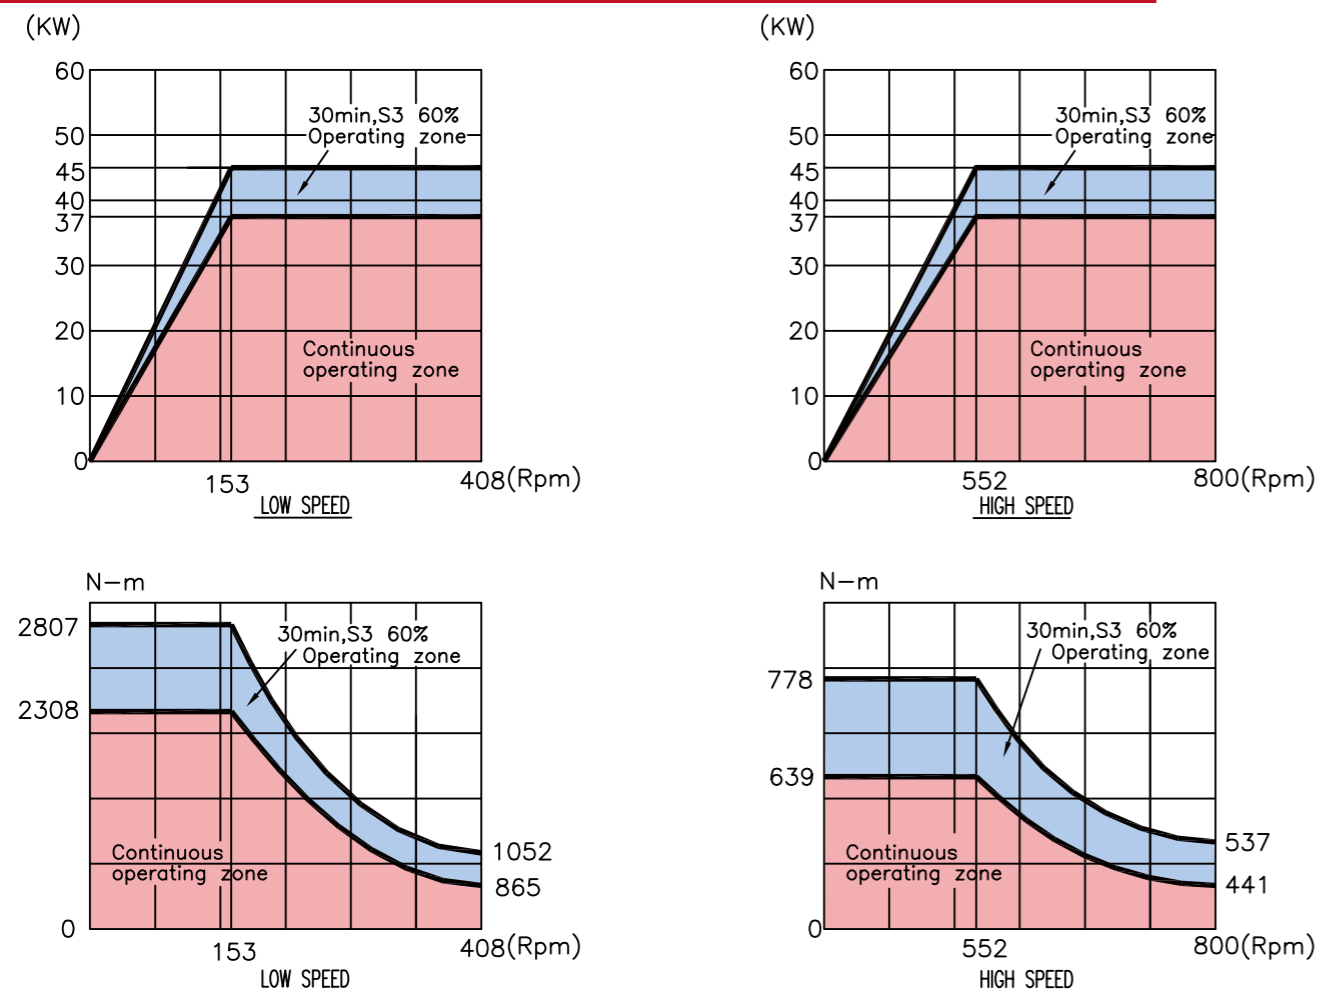 (KW)
60
50
45
40
37
30
20
10
0
30min,S3 60%
Operating zone
Continuous
operating zone
153
408(Rpm)
LOW SPEED
(KW)
60
50
45
40
37
30
20
10
0
30min,S3 60%
Operating zone
Continuous
operating zone
552
800(Rpm)
HIGH SPEED
N-m
2807
2308
0
30min,S3 60%
Operating zone
Continuous
operating zone
1052
865
153
408(Rpm)
LOW SPEED
N-m
778
639
0
30min,S3 60%
Operating zone
Continuous
operating zone
537
441
552
800(Rpm)
HIGH SPEED